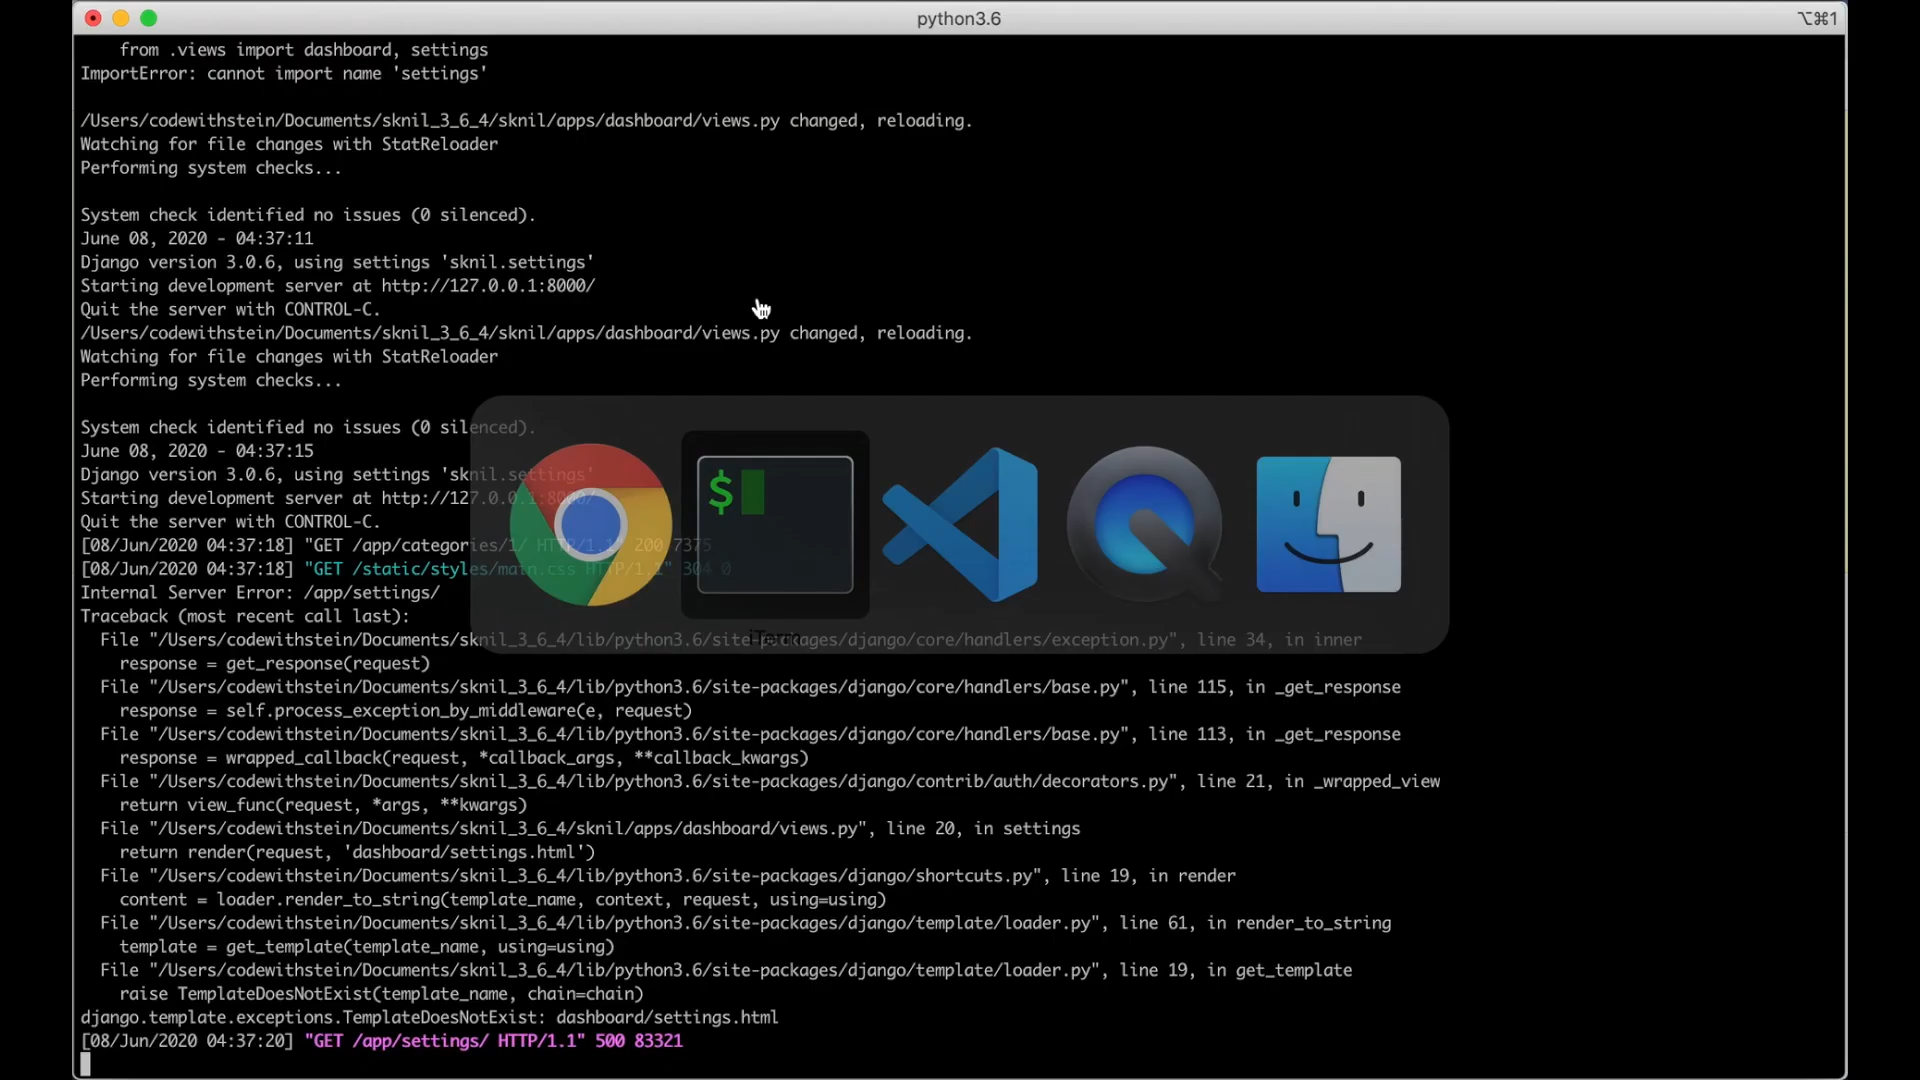 python3.6
⌥⌘1
from .views import dashboard, settings
ImportError: cannot import name 'settings'
/Users/codewithstein/Documents/sknil_3_6_4/sknil/apps/dashboard/views.py changed, reloading.
Watching for file changes with StatReloader
Performing system checks...
System check identified no issues (0 silenced).
June 08, 2020 - 04:37:11
Django version 3.0.6, using settings 'sknil.settings'
Starting development server at http://127.0.0.1:8000/
Quit the server with CONTROL-C.
/Users/codewithstein/Documents/sknil_3_6_4/sknil/apps/dashboard/views.py changed, reloading.
Watching for file changes with StatReloader
Performing system checks...
System check identified no issues (0 silenced).
June 08, 2020 - 04:37:15
Django version 3.0.6, using settings 'sknil.settings'
Starting development server at http://127.0.0.1:8000/
Quit the server with CONTROL-C.
[08/Jun/2020 04:37:18] "GET /app/categories/1/ HTTP/1.1" 200 7375
[08/Jun/2020 04:37:18] "GET /static/styles/main.css HTTP/1.1" 304 0
Internal Server Error: /app/settings/
Traceback (most recent call last):
File "/Users/codewithstein/Documents/sknil_3_6_4/lib/python3.6/site-packages/django/core/handlers/exception.py", line 34, in inner
response = get_response(request)
File "/Users/codewithstein/Documents/sknil_3_6_4/lib/python3.6/site-packages/django/core/handlers/base.py", line 115, in _get_response
response = self.process_exception_by_middleware(e, request)
File "/Users/codewithstein/Documents/sknil_3_6_4/lib/python3.6/site-packages/django/core/handlers/base.py", line 113, in _get_response
response = wrapped_callback(request, *callback_args, **callback_kwargs)
File "/Users/codewithstein/Documents/sknil_3_6_4/lib/python3.6/site-packages/django/contrib/auth/decorators.py", line 21, in _wrapped_view
return view_func(request, *args, **kwargs)
File "/Users/codewithstein/Documents/sknil_3_6_4/sknil/apps/dashboard/views.py", line 20, in settings
return render(request, 'dashboard/settings.html')
File "/Users/codewithstein/Documents/sknil_3_6_4/lib/python3.6/site-packages/django/shortcuts.py", line 19, in render
content = loader.render_to_string(template_name, context, request, using=using)
File "/Users/codewithstein/Documents/sknil_3_6_4/lib/python3.6/site-packages/django/template/loader.py", line 61, in render_to_string
template = get_template(template_name, using=using)
File "/Users/codewithstein/Documents/sknil_3_6_4/lib/python3.6/site-packages/django/template/loader.py", line 19, in get_template
raise TemplateDoesNotExist(template_name, chain=chain)
django.template.exceptions.TemplateDoesNotExist: dashboard/settings.html
[08/Jun/2020 04:37:20] "GET /app/settings/ HTTP/1.1" 500 83321
$
iTerm